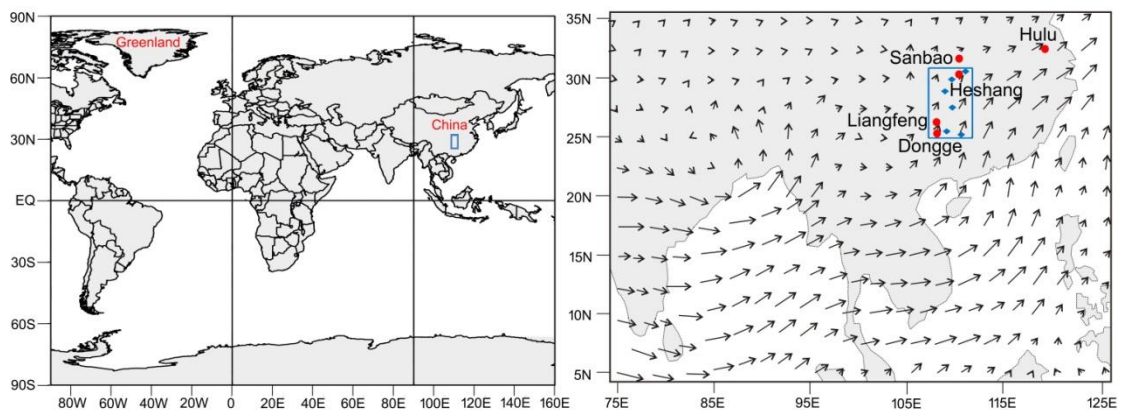 90N
60N
30N
EQ
30S
60S
90S
80W
60W
40W
20W
0
20E
40E
60E
80E
100E
120E
140E
160E
Greenland
China
35N
30N
25N
20N
15N
10N
5N
75E
85E
95E
105E
115E
125E
Hulu
Sanbao
Heshang
Liangfeng
Dongge